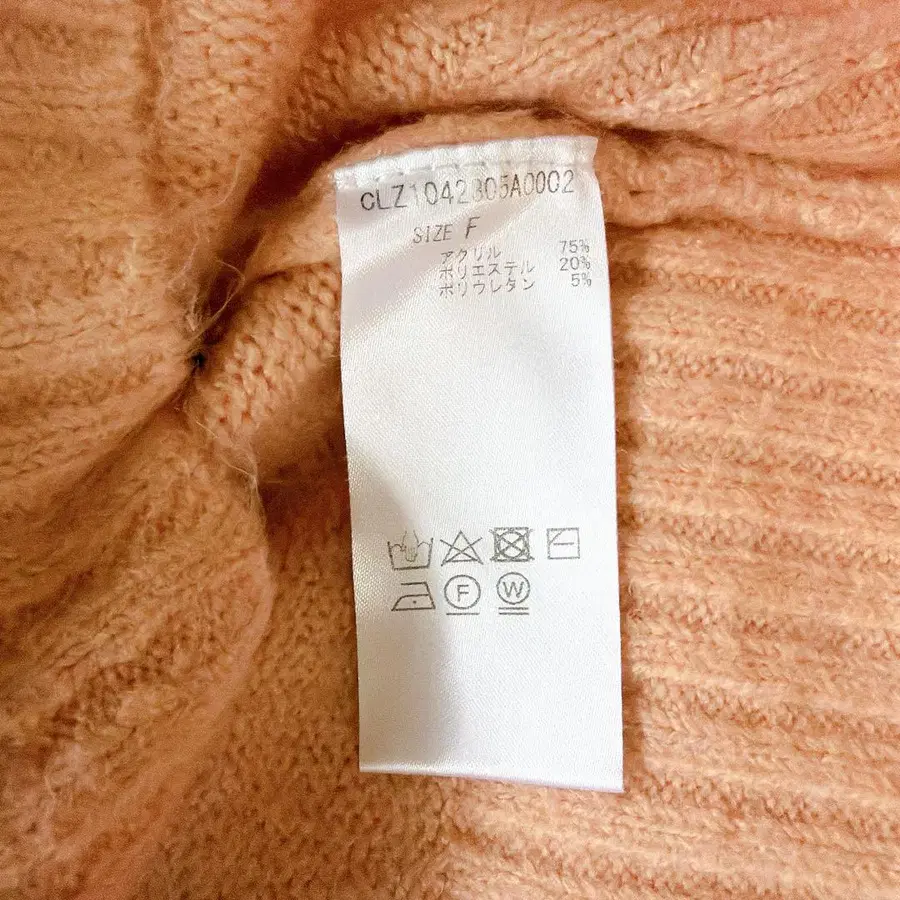 CLZ1042305A0002
SIZE F
アクリル 75%
ポリエステル 20%
ポリウレタン 5%
F
W